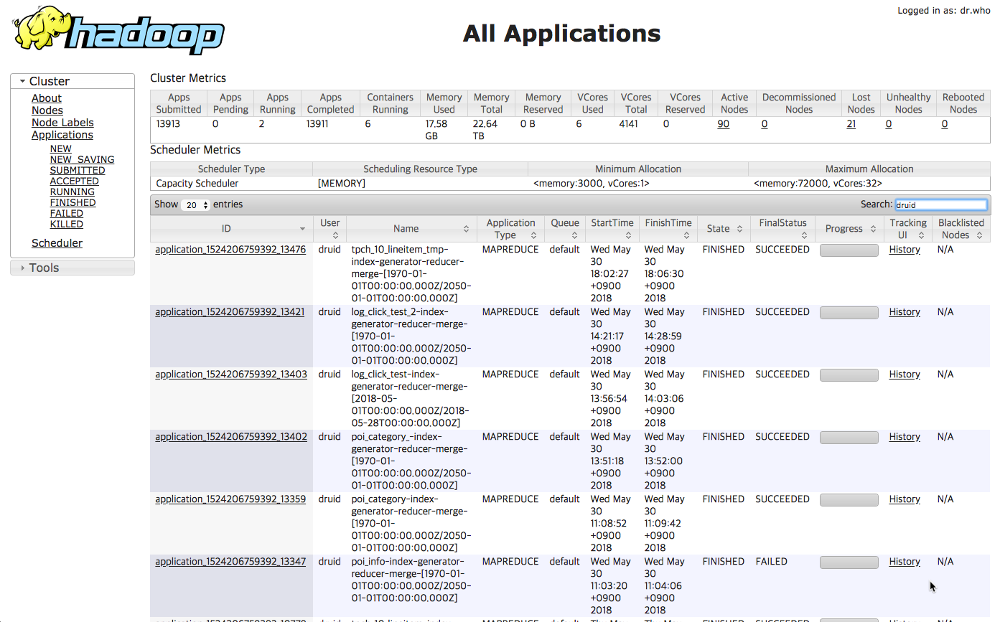 Logged in as: dr.who
hadoop
All Applications
Cluster
About
Nodes
Node Labels
Applications
NEW
NEW_SAVING
SUBMITTED
ACCEPTED
RUNNING
FINISHED
FAILED
KILLED
Scheduler
Tools
Cluster Metrics
Apps Submitted Apps Pending Apps Running Apps Completed Containers Running Memory Used Memory Total Memory Reserved VCores Used VCores Total VCores Reserved Active Nodes Decommissioned Nodes Lost Nodes Unhealthy Nodes Rebooted Nodes
13913 0 2 13911 6 17.58 GB 22.64 TB 0 B 6 4141 0 90 0 21 0 0
Scheduler Metrics
Scheduler Type Scheduling Resource Type Minimum Allocation Maximum Allocation
Capacity Scheduler [MEMORY] <memory:3000, vCores:1> <memory:72000, vCores:32>
Show 20 entries Search: druid
ID User Name Application Type Queue StartTime FinishTime State FinalStatus Progress Tracking UI Blacklisted Nodes
application_1524206759392_13476 druid tpch_10_lineitem_tmp-index-generator-reducer-merge-[1970-01-01T00:00:00.000Z/2050-01-01T00:00:00.000Z] MAPREDUCE default Wed May 30 18:02:27 +0900 2018 Wed May 30 18:06:30 +0900 2018 FINISHED SUCCEEDED History N/A
application_1524206759392_13421 druid log_click_test_2-index-generator-reducer-merge-[1970-01-01T00:00:00.000Z/2050-01-01T00:00:00.000Z] MAPREDUCE default Wed May 30 14:21:17 +0900 2018 Wed May 30 14:28:59 +0900 2018 FINISHED SUCCEEDED History N/A
application_1524206759392_13403 druid log_click_test-index-generator-reducer-merge-[2018-05-01T00:00:00.000Z/2018-05-28T00:00:00.000Z] MAPREDUCE default Wed May 30 13:56:54 +0900 2018 Wed May 30 14:03:06 +0900 2018 FINISHED SUCCEEDED History N/A
application_1524206759392_13402 druid poi_category_-index-generator-reducer-merge-[1970-01-01T00:00:00.000Z/2050-01-01T00:00:00.000Z] MAPREDUCE default Wed May 30 13:51:18 +0900 2018 Wed May 30 13:52:00 +0900 2018 FINISHED SUCCEEDED History N/A
application_1524206759392_13359 druid poi_category-index-generator-reducer-merge-[1970-01-01T00:00:00.000Z/2050-01-01T00:00:00.000Z] MAPREDUCE default Wed May 30 11:08:52 +0900 2018 Wed May 30 11:09:42 +0900 2018 FINISHED SUCCEEDED History N/A
application_1524206759392_13347 druid poi_info-index-generator-reducer-merge-[1970-01-01T00:00:00.000Z/2050-01-01T00:00:00.000Z] MAPREDUCE default Wed May 30 11:03:20 +0900 2018 Wed May 30 11:04:06 +0900 2018 FINISHED FAILED History N/A